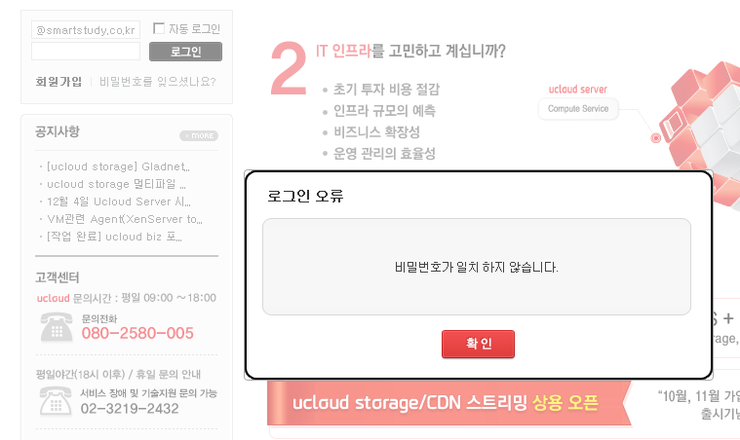 @smartstudy,co,kr
자동 로그인
로그인
회원가입 | 비밀번호를 잊으셨나요?
공지사항
MORE
· [ucloud storage] Gladnet,,,
· ucloud storage 멀티파일 ,,,
· 12월 4일 Ucloud Server 시,,,
· VM관련 Agent(XenServer to,,,
· [작업 완료] ucloud biz 포,,,
고객센터
ucloud 문의시간 : 평일 09:00 ~18:00
문의전화
080-2580-005
평일야간(18시 이후) / 휴일 문의 안내
서비스 장애 및 기술지원 문의 가능
02-3219-2432
2 IT 인프라를 고민하고 계십니까?
• 초기 투자 비용 절감
• 인프라 규모의 예측
• 비즈니스 확장성
• 운영 관리의 효율성
ucloud server
Compute Service
로그인 오류
비밀번호가 일치 하지 않습니다.
확인
S +
rage,
ucloud storage/CDN 스트리밍 상용 오픈
"10월, 11월 가입
출시기념